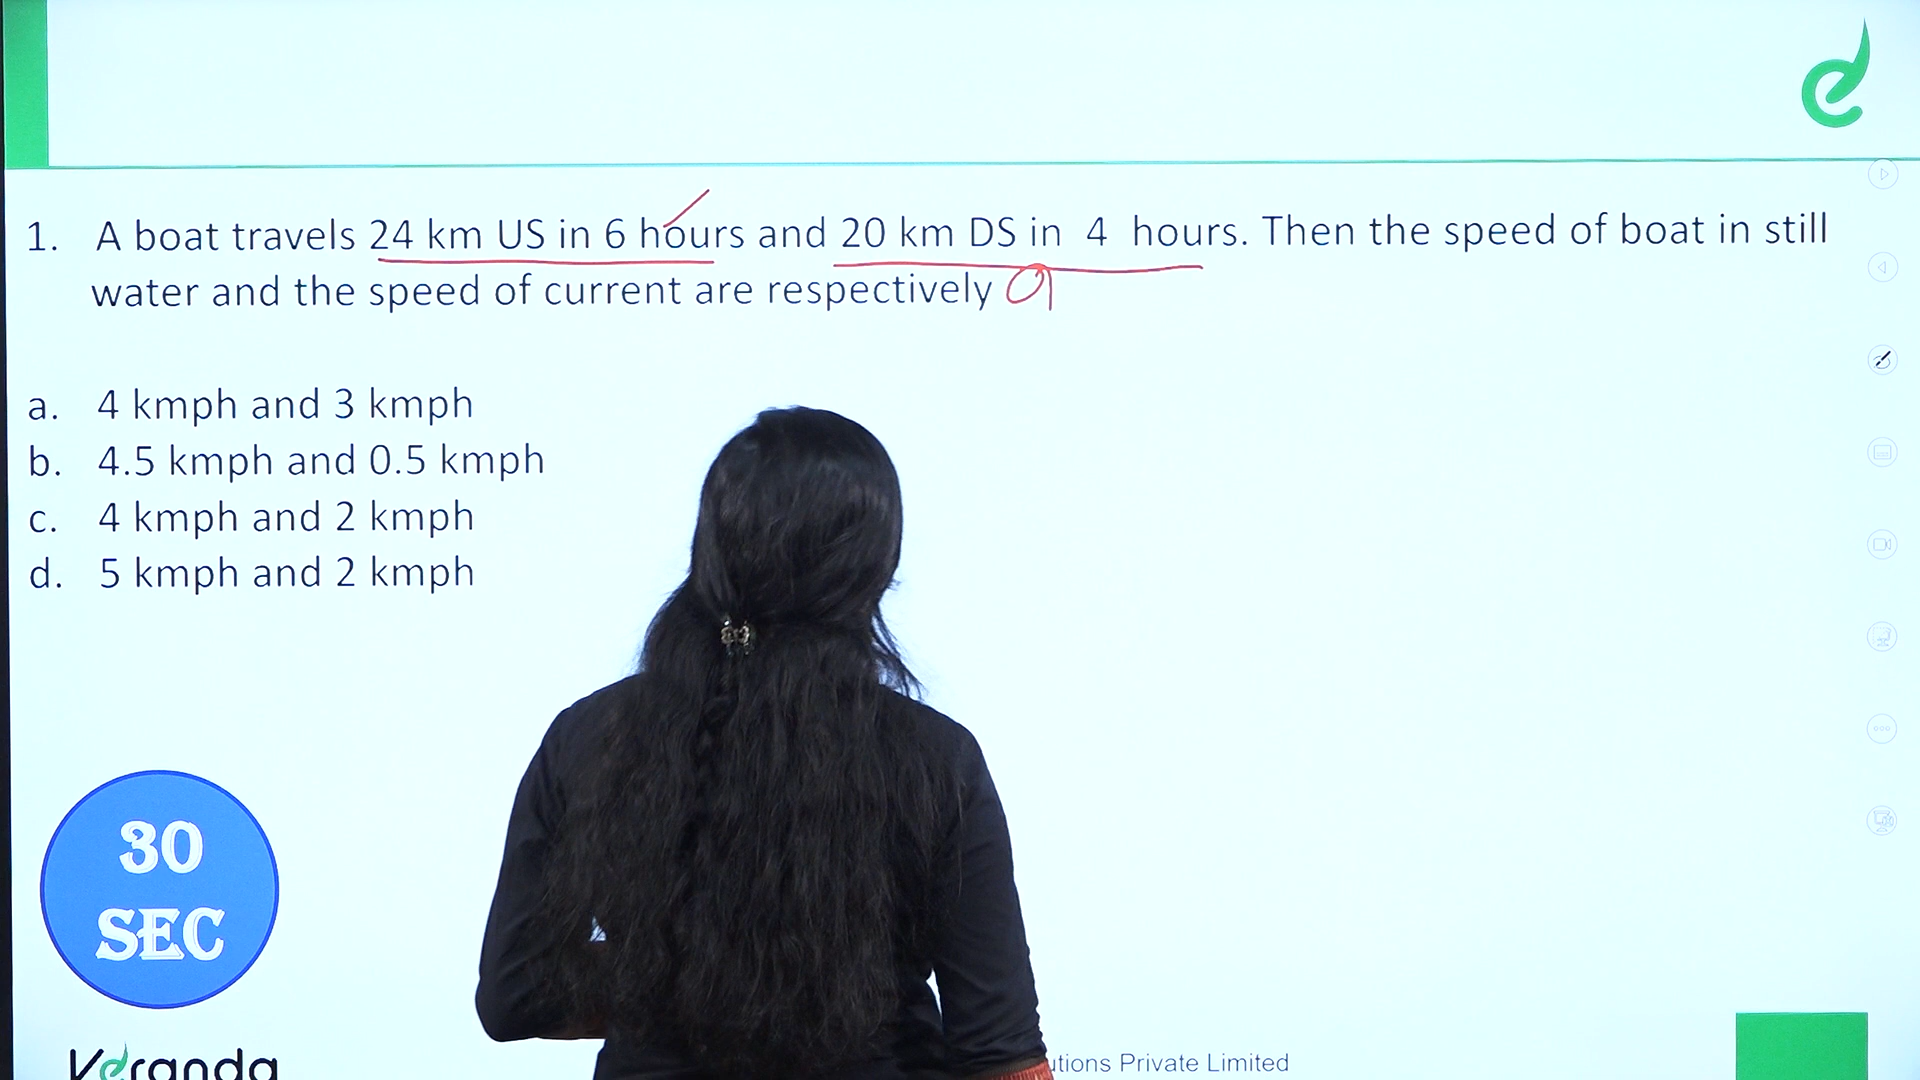 1. A boat travels 24 km US in 6 hours and 20 km DS in 4 hours. Then the speed of boat in still
water and the speed of current are respectively
a. 4 kmph and 3 kmph
b. 4.5 kmph and 0.5 kmph
c. 4 kmph and 2 kmph
d. 5 kmph and 2 kmph
30
SEC
Veranda
utions Private Limited